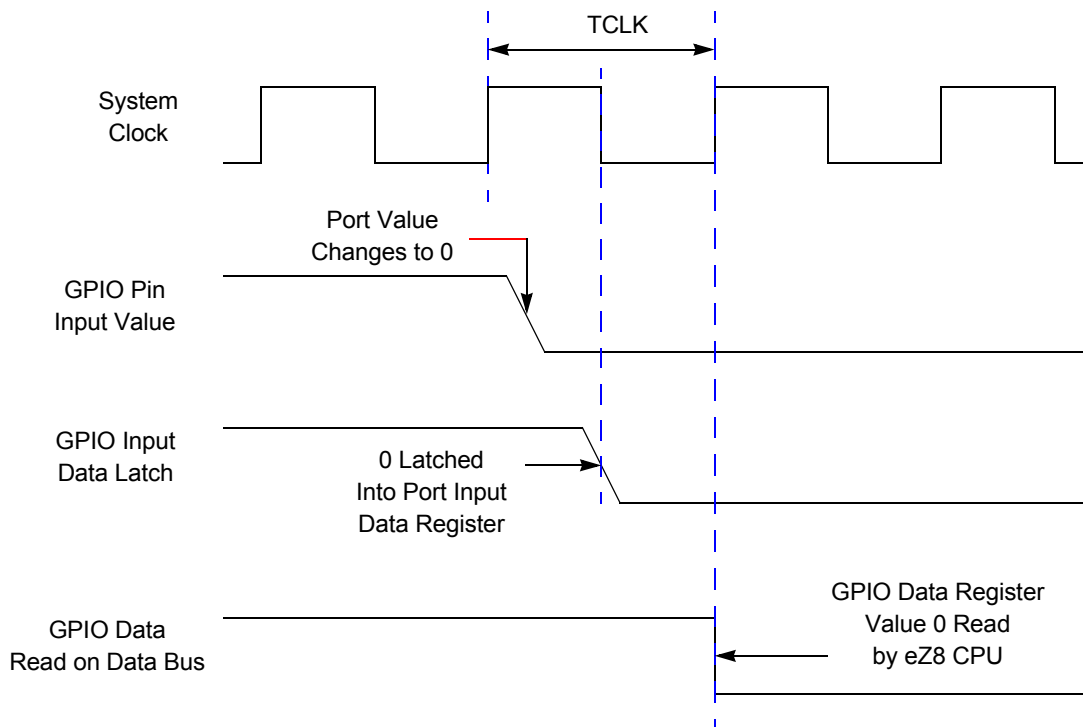 TCLK
System
Clock
Port Value
Changes to 0
GPIO Pin
Input Value
GPIO Input
Data Latch
0 Latched
Into Port Input
Data Register
GPIO Data
Read on Data Bus
GPIO Data Register
Value 0 Read
by eZ8 CPU